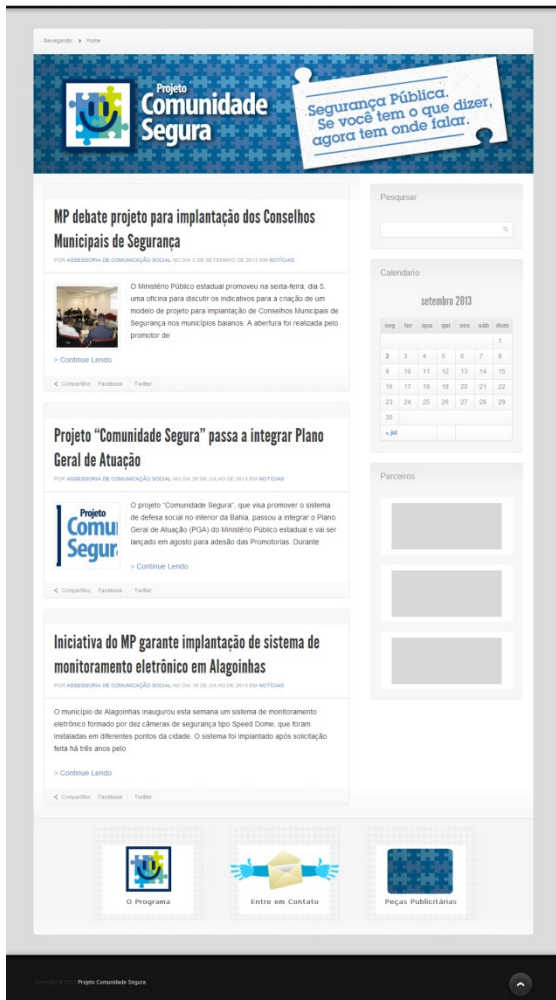 Navegando: Home
Projeto
Comunidade
Segura
Segurança Pública.
Se você tem o que dizer,
agora tem onde falar.
MP debate projeto para implantação dos Conselhos
Municipais de Segurança
POR ASSESSORIA DE COMUNICAÇÃO SOCIAL NO DIA 2 DE SETEMBRO DE 2013 EM NOTÍCIAS
O Ministério Público estadual promoveu na sexta-feira, dia 5,
uma oficina para discutir os indicativos para a criação de um
modelo de projeto para implantação de Conselhos Municipais de
Segurança nos municípios baianos. A abertura foi realizada pelo
promotor de
> Continue Lendo
Compartilhe: Facebook Twitter
Projeto “Comunidade Segura” passa a integrar Plano
Geral de Atuação
POR ASSESSORIA DE COMUNICAÇÃO SOCIAL NO DIA DE JULHO DE 2013 EM NOTÍCIAS
Projeto
Comu
Segur
O projeto “Comunidade Segura”, que visa promover o sistema
de defesa social no interior da Bahia, passou a integrar o Plano
Geral de Atuação (PGA) do Ministério Público estadual e vai ser
lançado em agosto para adesão das Promotorias. Durante
> Continue Lendo
Compartilhe: Facebook Twitter
Iniciativa do MP garante implantação de sistema de
monitoramento eletrônico em Alagoinhas
POR ASSESSORIA DE COMUNICAÇÃO SOCIAL NO DIA DE JULHO DE 2013 EM NOTÍCIAS
O município de Alagoinhas inaugurou esta semana um sistema de monitoramento
eletrônico formado por dez câmeras de segurança tipo Speed Dome, que foram
instaladas em diferentes pontos da cidade. O sistema foi implantado após solicitação
feita há três anos pelo
> Continue Lendo
Compartilhe: Facebook Twitter
Pesquisar
Calendario
setembro 2013
seg ter qua qui sex sáb dom
1
2 3 4 5 6 7 8
9 10 11 12 13 14 15
16 17 18 19 20 21 22
23 24 25 26 27 28 29
30
« jul
Parceiros
O Programa
Entre em Contato
Peças Publicitárias
Copyright © 2013 Projeto Comunidade Segura